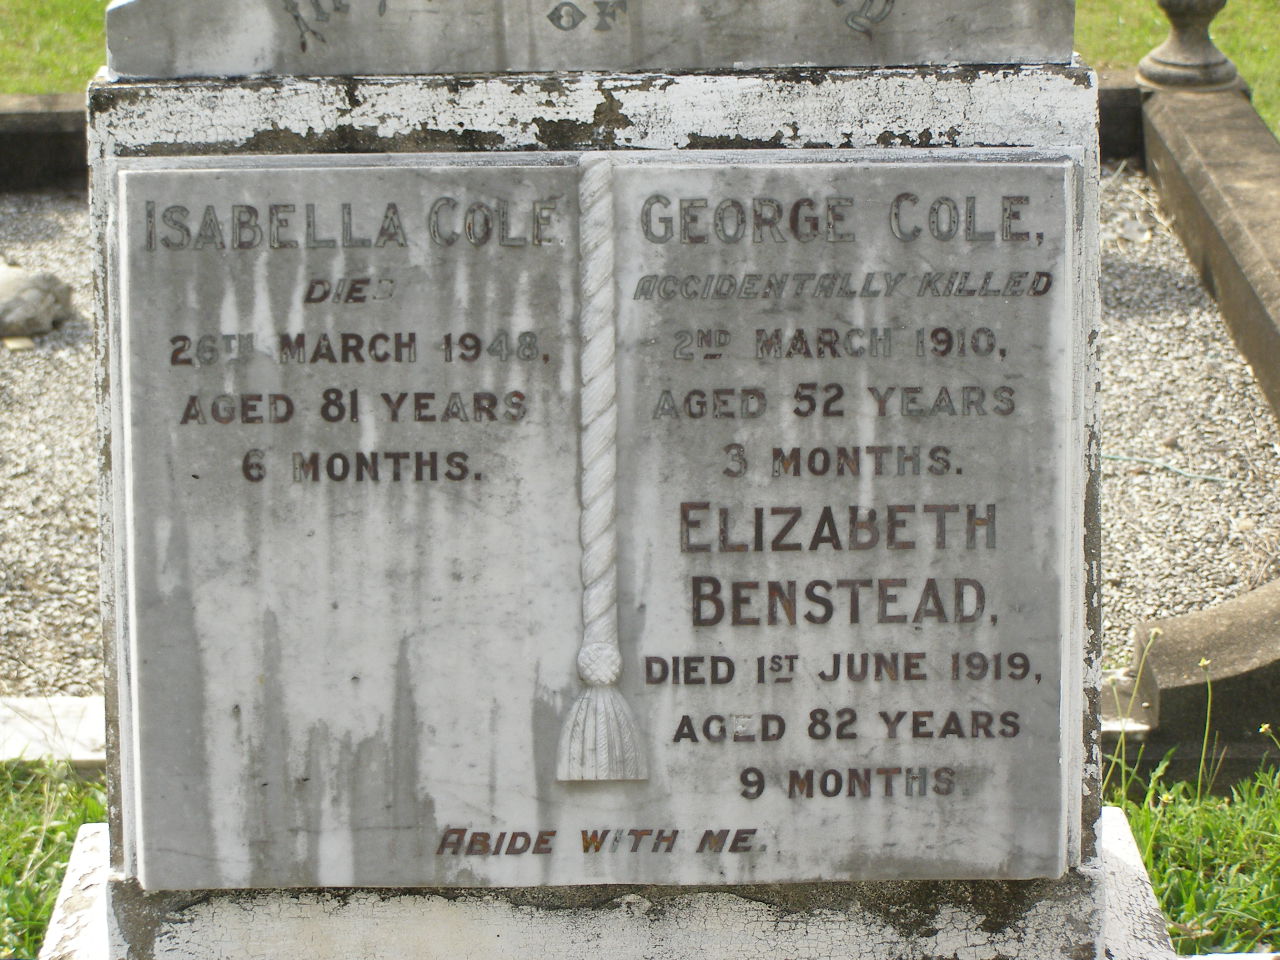 OF
ISABELLA COLE
DIED
26TH MARCH 1948,
AGED 81 YEARS
6 MONTHS.
GEORGE COLE,
ACCIDENTALLY KILLED
2ND MARCH 1910,
AGED 52 YEARS
3 MONTHS.
ELIZABETH
BENSTEAD,
DIED 1ST JUNE 1919,
AGED 82 YEARS
9 MONTHS
ABIDE WITH ME.